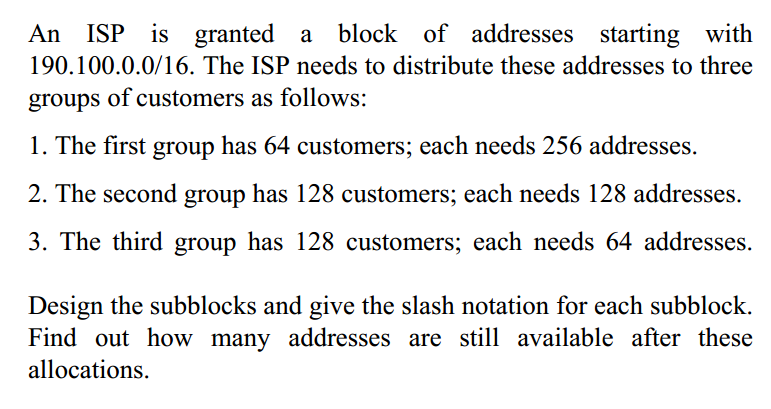 An ISP is granted a block of addresses starting with
190.100.0.0/16. The ISP needs to distribute these addresses to three
groups of customers as follows:
1. The first group has 64 customers; each needs 256 addresses.
2. The second group has 128 customers; each needs 128 addresses.
3. The third group has 128 customers; each needs 64 addresses.
Design the subblocks and give the slash notation for each subblock.
Find out how many addresses are still available after these
allocations.